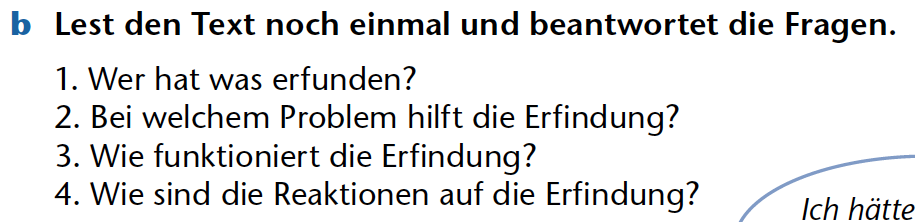 b Lest den Text noch einmal und beantwortet die Fragen.
1. Wer hat was erfunden?
2. Bei welchem Problem hilft die Erfindung?
3. Wie funktioniert die Erfindung?
4. Wie sind die Reaktionen auf die Erfindung?
Ich hätte